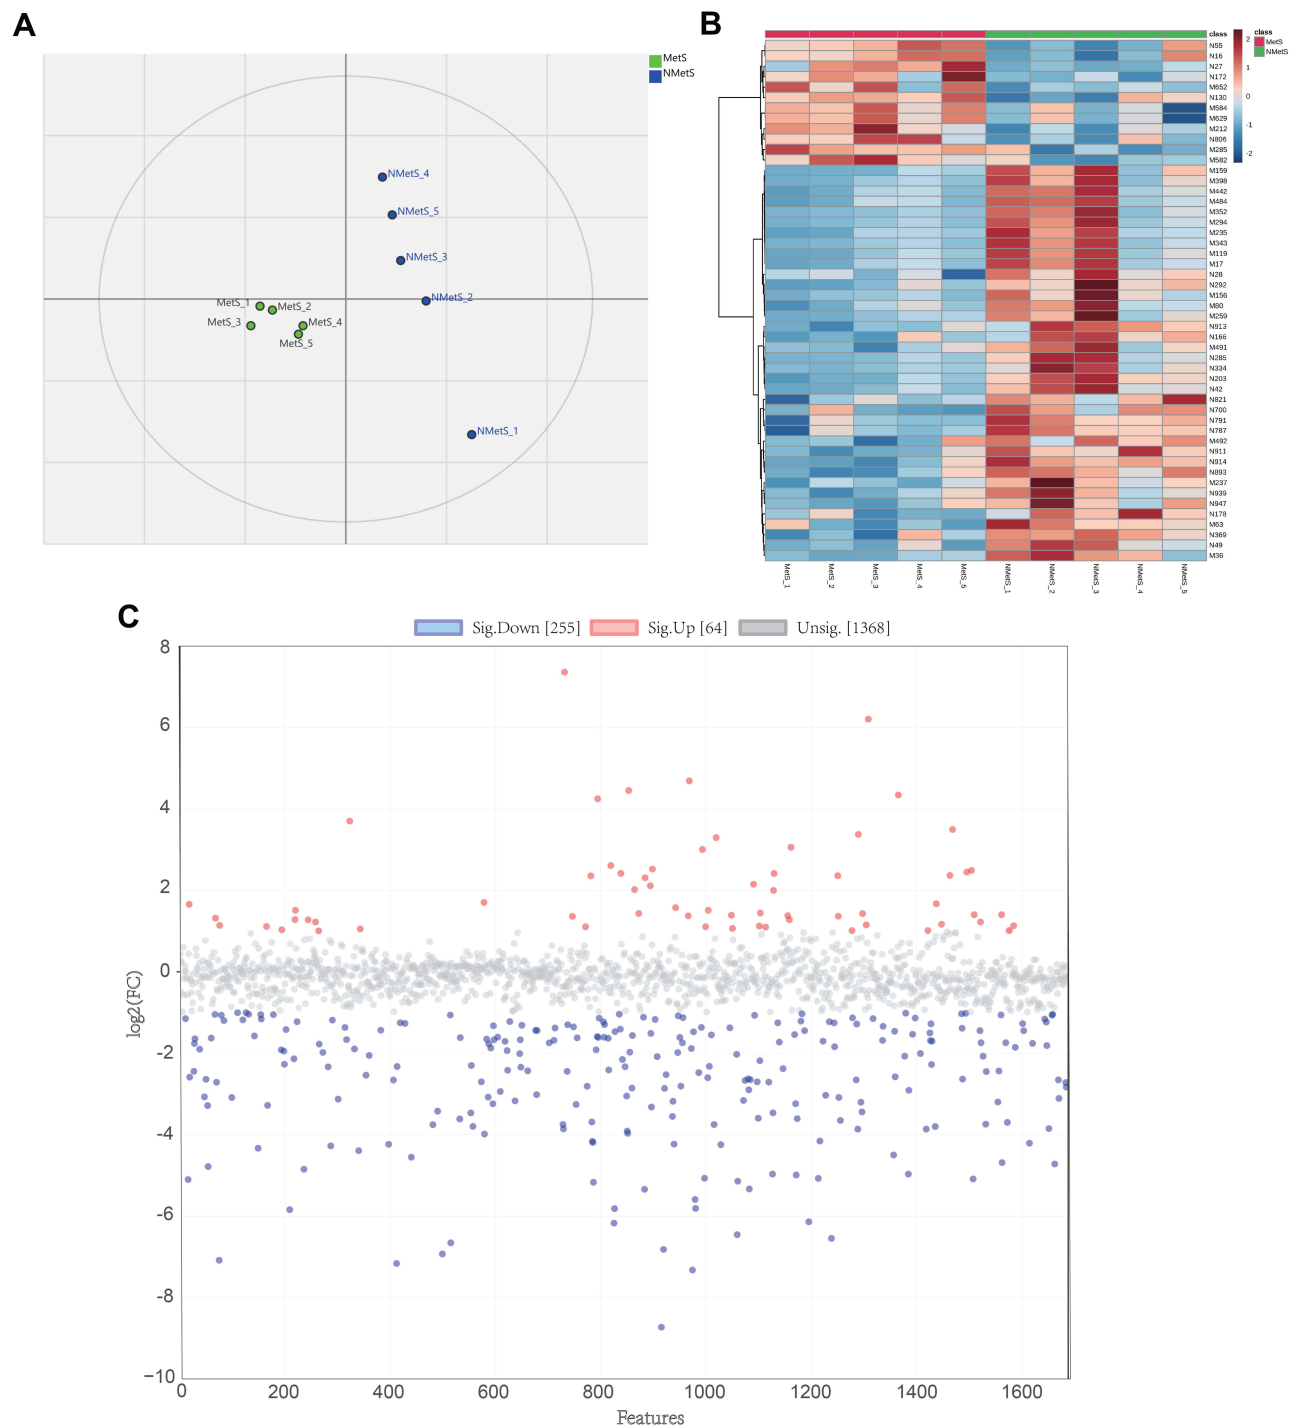 A
MetS
NMetS
NMetS_4
NMetS_5
NMetS_3
NMetS_2
MetS_1
MetS_2
MetS_3
MetS_4
MetS_5
NMetS_1
B
class
N55
N16
N27
N172
M652
N130
M584
M629
M212
N806
M285
M582
M159
M398
M442
M484
M352
M294
M235
M343
M119
M17
N28
N292
M156
M80
M259
N913
N166
M491
N285
N334
N203
N42
N821
N700
N791
N787
M492
N911
N914
N893
M237
N939
N947
N178
M63
N369
N49
M36
MetS_1
MetS_2
MetS_3
MetS_4
MetS_5
NMetS_1
NMetS_2
NMetS_3
NMetS_4
NMetS_5
2
1
0
-1
-2
class
MetS
NMetS
C
Sig.Down [255] Sig.Up [64] Unsig. [1368]
8
6
4
2
0
-2
-4
-6
-8
−10
log2(FC)
0 200 400 600 800 1000 1200 1400 1600
Features